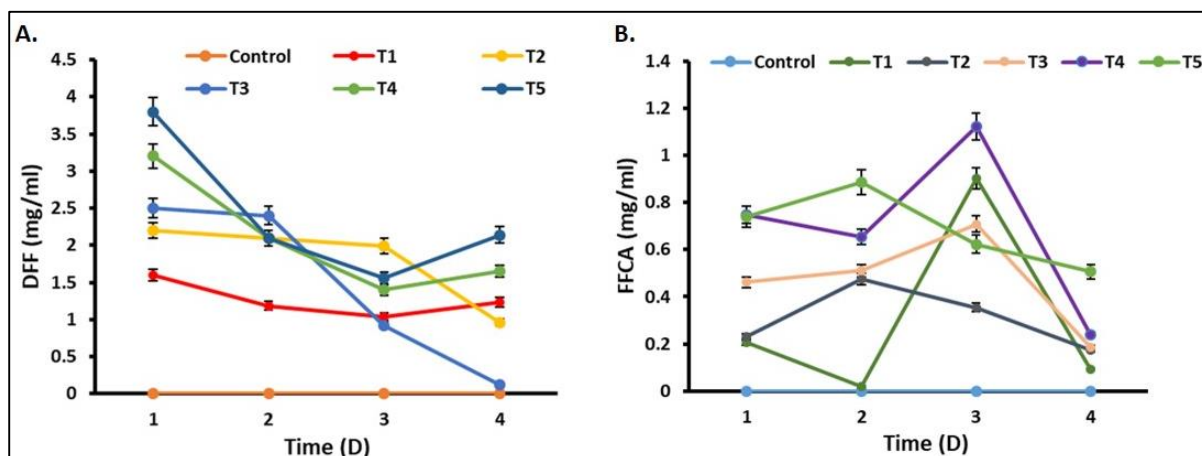 A.
Control T1 T2
T3 T4 T5
DFF (mg/ml)
4.5
4
3.5
3
2.5
2
1.5
1
0.5
0
1 2 3 4
Time (D)
B.
Control T1 T2 T3 T4 T5
FFCA (mg/ml)
1.4
1.2
1
0.8
0.6
0.4
0.2
0
1 2 3 4
Time (D)